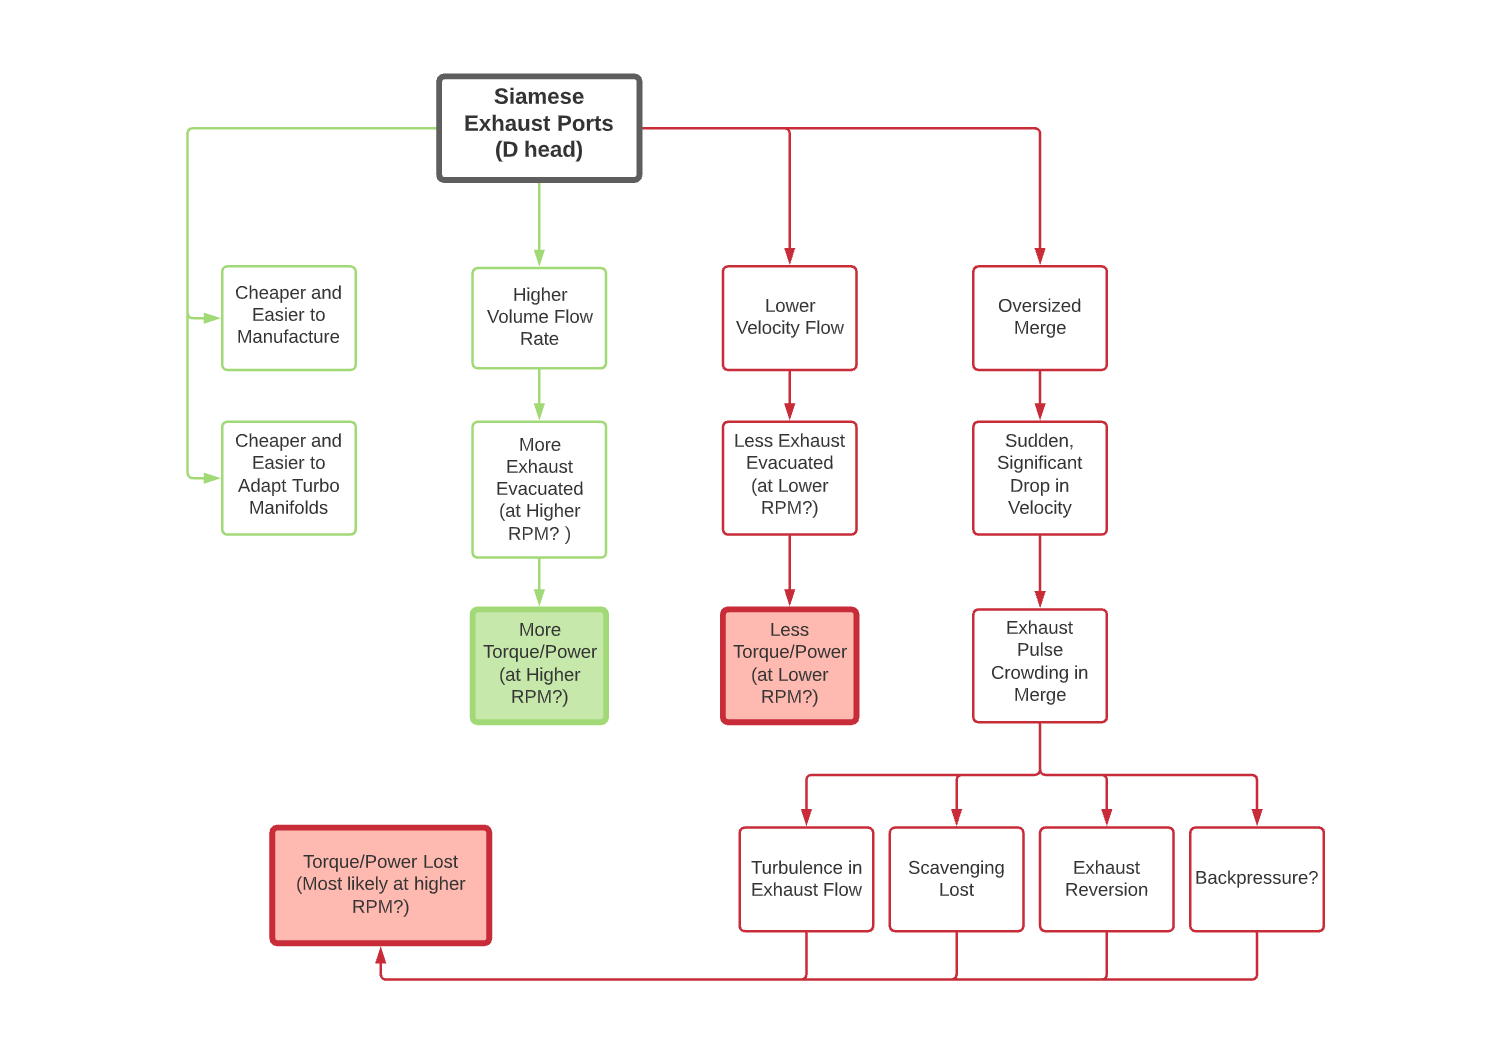 Siamese
Exhaust Ports
(D head)
Cheaper and
Easier to
Manufacture
Higher
Volume Flow
Rate
Lower
Velocity Flow
Oversized
Merge
Cheaper and
Easier to
Adapt Turbo
Manifolds
More
Exhaust
Evacuated
(at Higher
RPM? )
Less Exhaust
Evacuated
(at Lower
RPM?)
Sudden,
Significant
Drop in
Velocity
More
Torque/Power
(at Higher
RPM?)
Less
Torque/Power
(at Lower
RPM?)
Exhaust
Pulse
Crowding in
Merge
Torque/Power Lost
(Most likely at higher
RPM?)
Turbulence in
Exhaust Flow
Scavenging
Lost
Exhaust
Reversion
Backpressure?